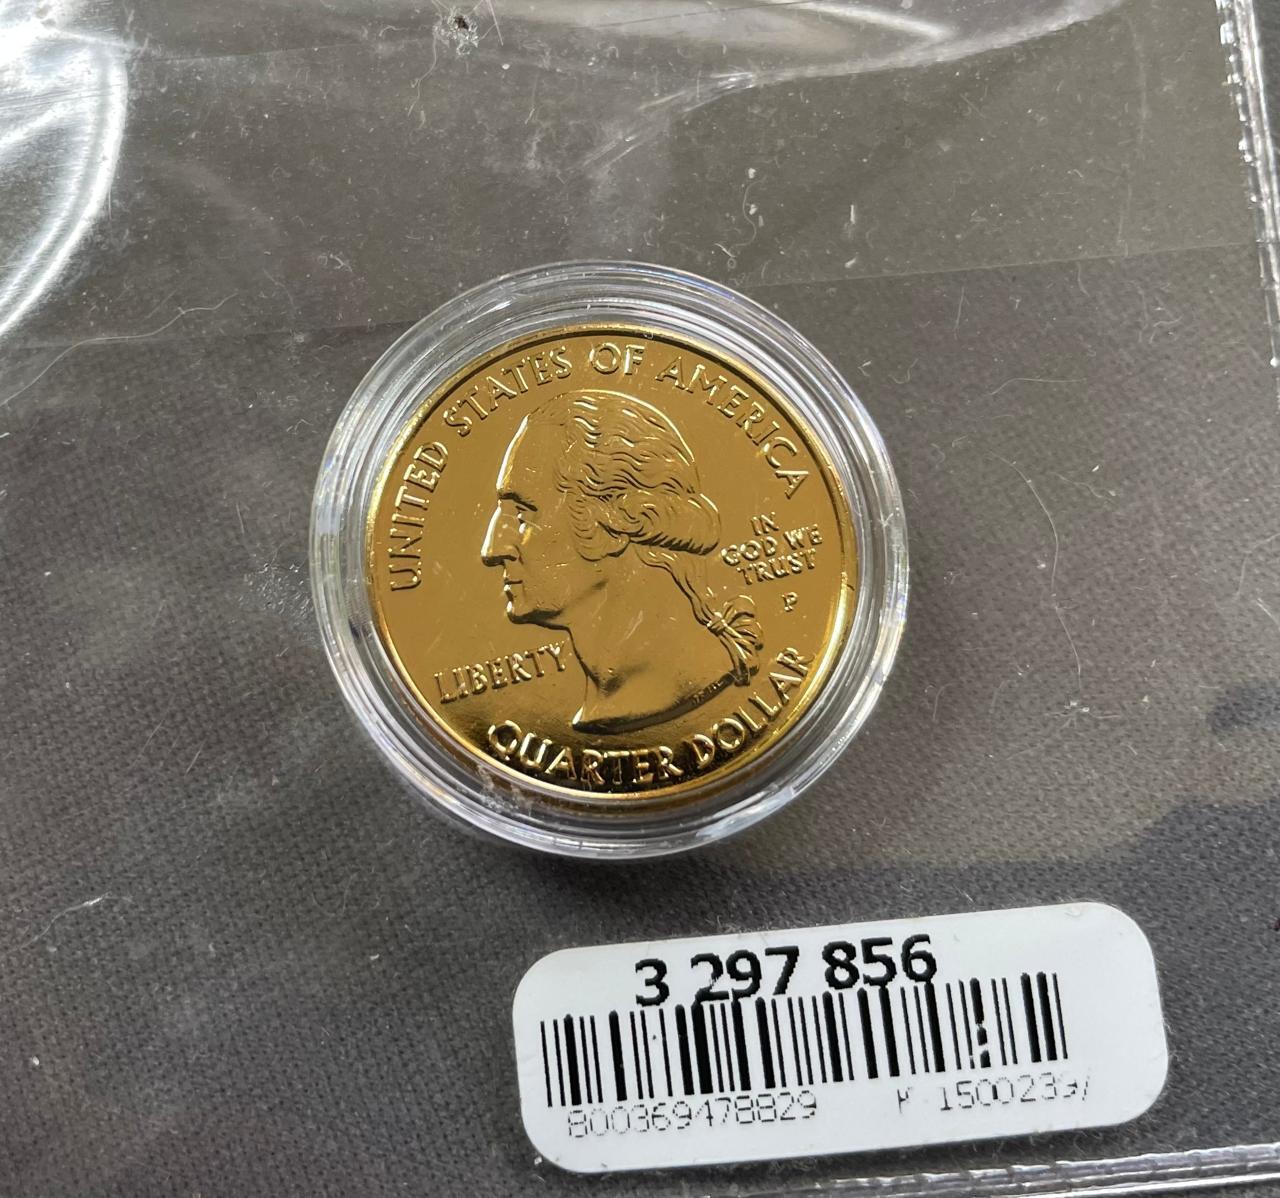 UNITED STATES OF AMERICA
IN
GOD WE
TRUST
P
LIBERTY
QUARTER DOLLAR
3 297 856
800369478829